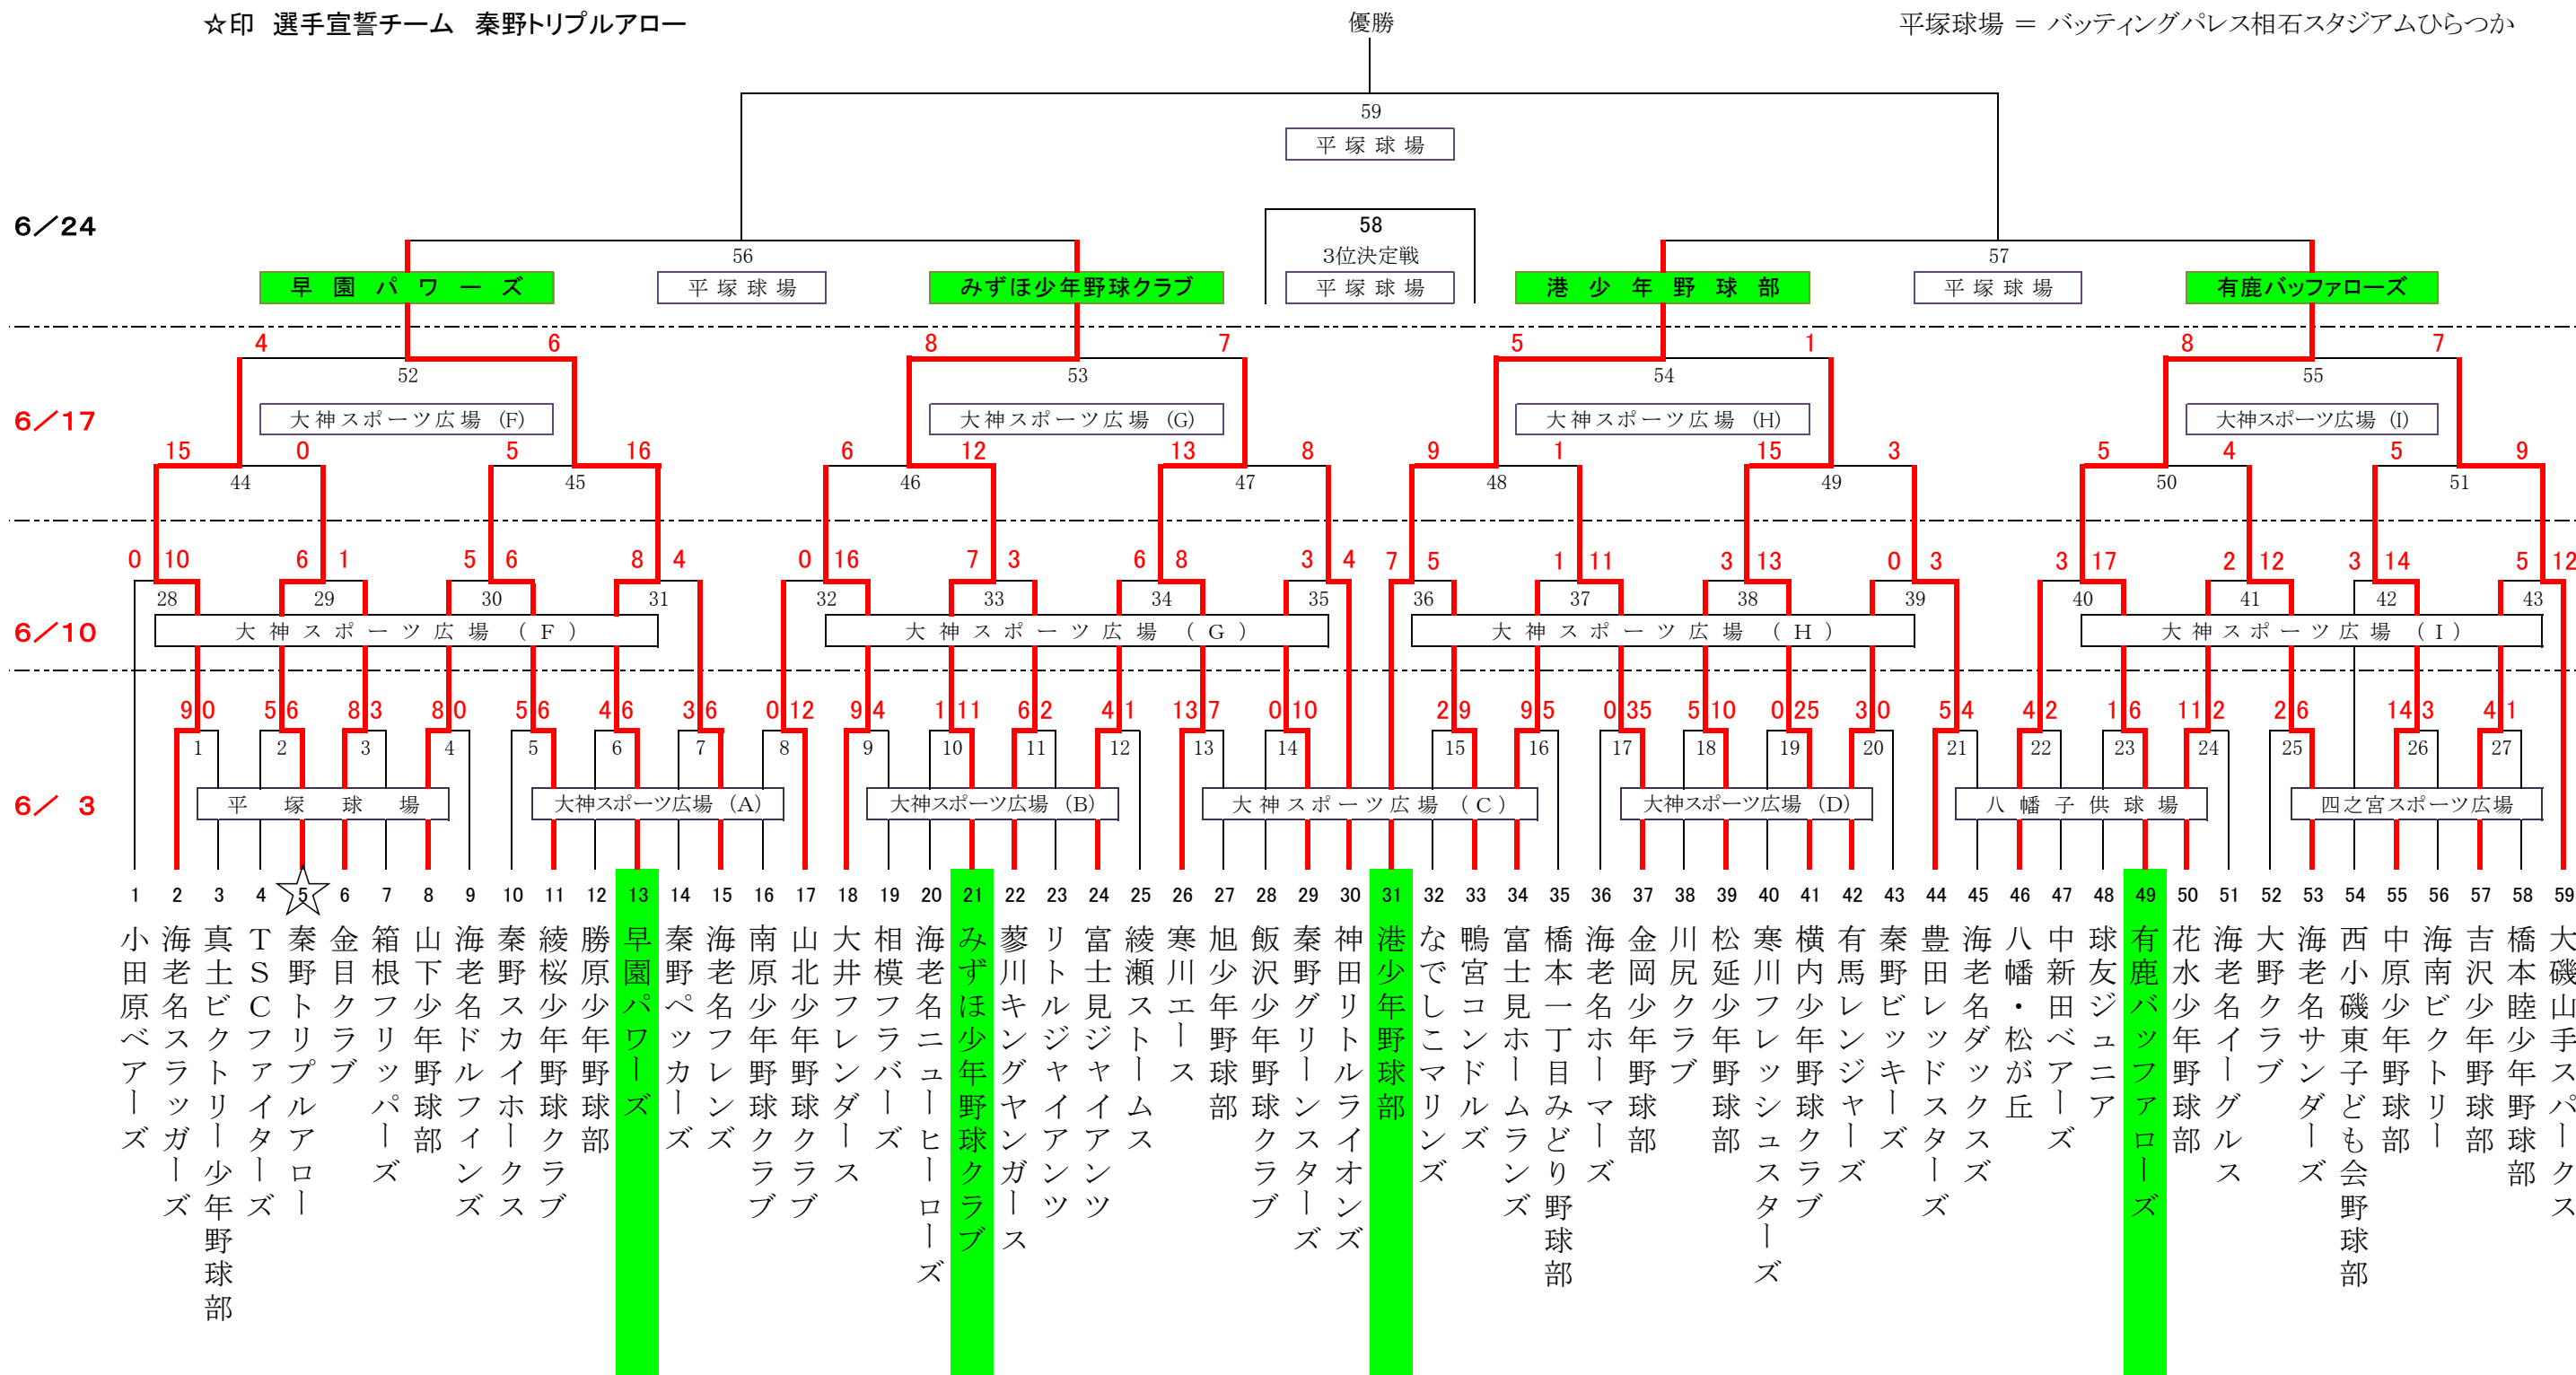 ☆印 選手宣誓チーム 秦野トリプルアロー
優勝
平塚球場 = バッティングパレス相石スタジアムひらつか
59
平塚球場
6/24
58
3位決定戦
平塚球場
56
平塚球場
57
平塚球場
早園パワーズ
みずほ少年野球クラブ
港少年野球部
有鹿バッファローズ
4 6 8 7 5 1 8 7
52 53 54 55
6/17
大神スポーツ広場 (F)
大神スポーツ広場 (G)
大神スポーツ広場 (H)
大神スポーツ広場 (I)
15 0 5 16 6 12 13 8 9 1 15 3 5 4 5 9
44 45 46 47 48 49 50 51
0 10 6 1 5 6 8 4 0 16 7 3 6 8 3 4 7 5 1 11 3 13 0 3 3 17 2 12 3 14 5 12
28 29 30 31 32 33 34 35 36 37 38 39 40 41 42 43
6/10
大神スポーツ広場(F)
大神スポーツ広場(G)
大神スポーツ広場(H)
大神スポーツ広場(I)
9 0 5 6 8 3 8 0 5 6 4 6 3 6 0 12 9 4 1 11 6 2 4 1 13 7 0 10 2 9 9 5 0 35 5 10 0 25 3 0 5 4 4 2 1 6 11 2 2 6 14 3 4 1
1 2 3 4 5 6 7 8 9 10 11 12 13 14 15 16 17 18 19 20 21 22 23 24 25 26 27
6/ 3
平塚球場
大神スポーツ広場 (A)
大神スポーツ広場 (B)
大神スポーツ広場(C)
大神スポーツ広場 (D)
八幡子供球場
四之宮スポーツ広場
1 2 3 4 5 6 7 8 9 10 11 12 13 14 15 16 17 18 19 20 21 22 23 24 25 26 27 28 29 30 31 32 33 34 35 36 37 38 39 40 41 42 43 44 45 46 47 48 49 50 51 52 53 54 55 56 57 58 59
小田原ベアーズ
海老名スラッガーズ
真土ビクトリー少年野球部
TSCファイターズ
秦野トリプルアロー
金目クラブ
箱根フリッパーズ
山下少年野球部
海老名ドルフィンズ
秦野スカイホークス
綾桜少年野球クラブ
勝原少年野球部
早園パワーズ
秦野ペッカーズ
海老名フレンズ
南原少年野球クラブ
山北少年野球クラブ
大井フレンダース
相模フラバーズ
海老名ニューヒーローズ
みずほ少年野球クラブ
蓼川キングヤンガース
リトルジャイアンツ
富士見ジャイアンツ
綾瀬ストームス
寒川エース
旭少年野球部
飯沢少年野球クラブ
秦野グリーンスターズ
神田リトルライオンズ
港少年野球部
なでしこマリンズ
鴨宮コンドルズ
富士見ホームランズ
橋本一丁目みどり野球部
海老名ホーマーズ
金岡少年野球部
川尻クラブ
松延少年野球部
寒川フレッシュスターズ
横内少年野球クラブ
有馬レンジャーズ
秦野ビッキーズ
豊田レッドスターズ
海老名ダックスズ
八幡・松が丘
中新田ベアーズ
球友ジュニア
有鹿バッファローズ
花水少年野球部
海老名イーグルス
大野クラブ
海老名サンダーズ
西小磯東子ども会野球部
中原少年野球部
海南ビクトリー
吉沢少年野球部
橋本睦少年野球部
大磯山手スパークス